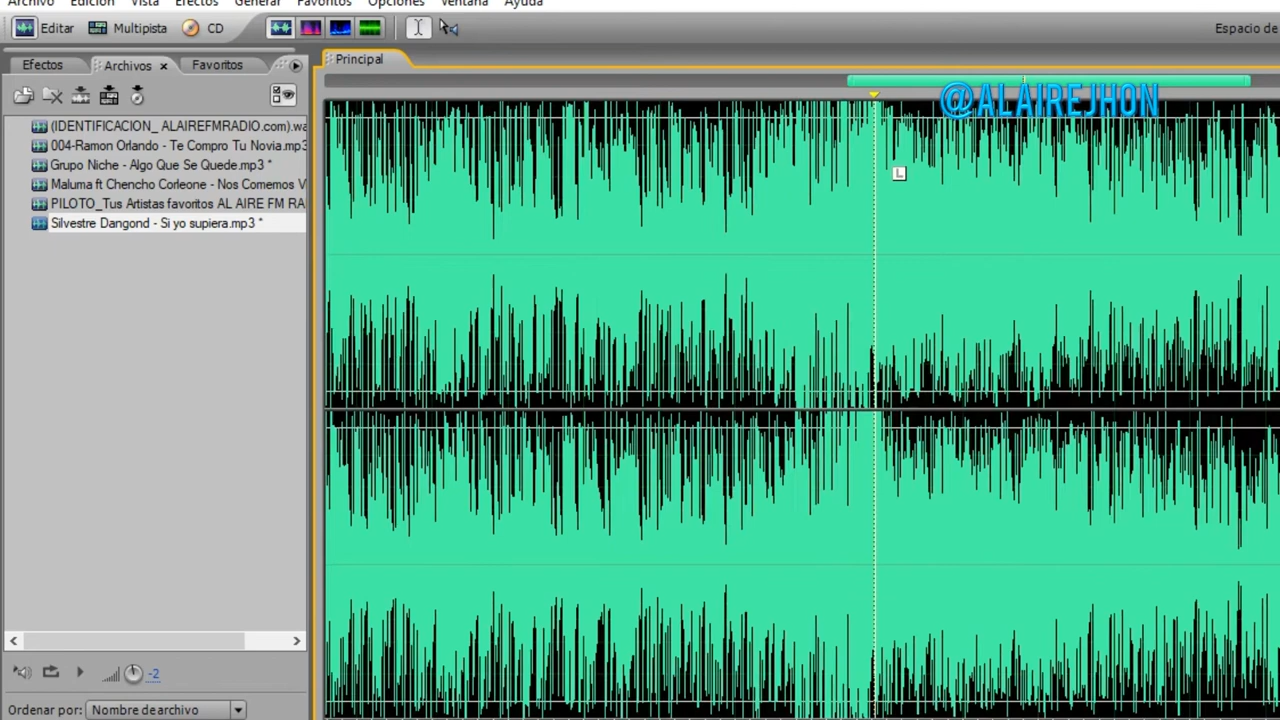 Archivo Edición Vista Efectos Generar Favoritos Opciones Ventana Ayuda
Editar Multipista CD Espacio de
Efectos Archivos × Favoritos
Principal
@ALAIREJHON
(IDENTIFICACION_ ALAIREFMRADIO.com).wa
004-Ramon Orlando - Te Compro Tu Novia.mp3
Grupo Niche - Algo Que Se Quede.mp3 *
Maluma ft Chencho Corleone - Nos Comemos V
PILOTO_Tus Artistas favoritos AL AIRE FM RA
Silvestre Dangond - Si yo supiera.mp3 *
L
-2
Ordenar por: Nombre de archivo